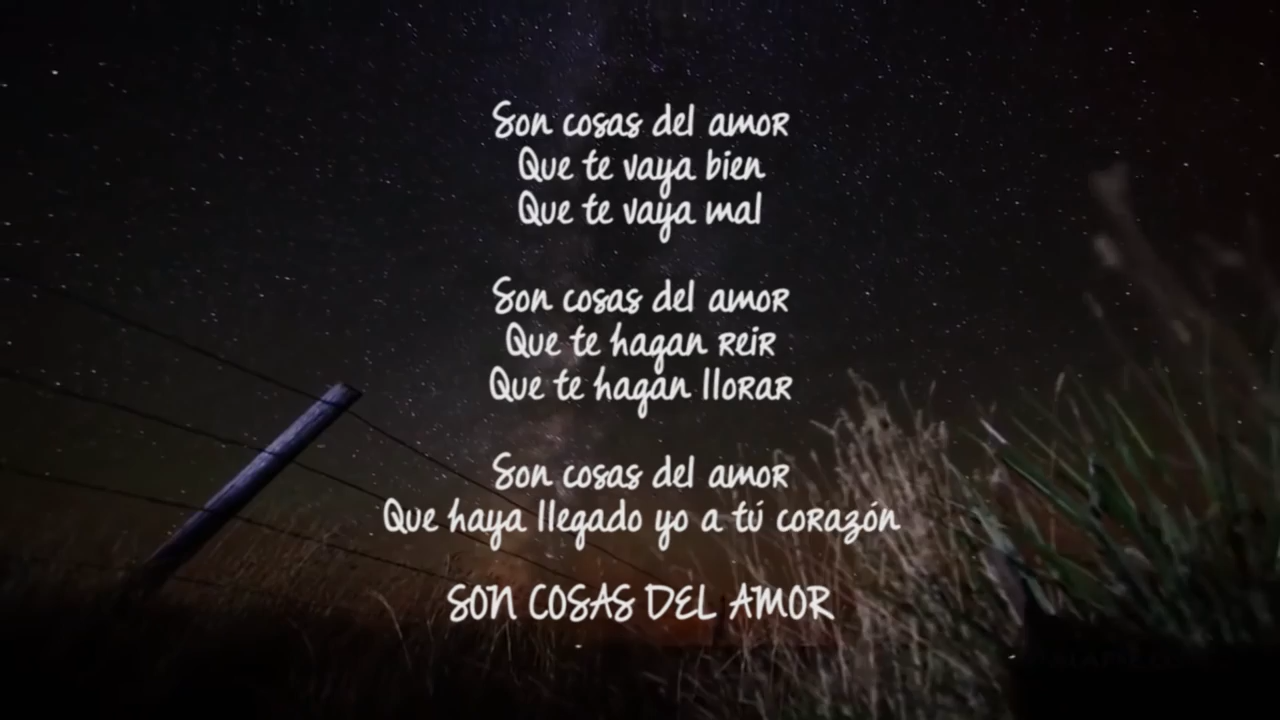 Son cosas del amor
Que te vaya bien
Que te vaya mal
Son cosas del amor
Que te hagan reir
Que te hagan llorar
Son cosas del amor
Que haya llegado yo a tú corazón
SON COSAS DEL AMOR